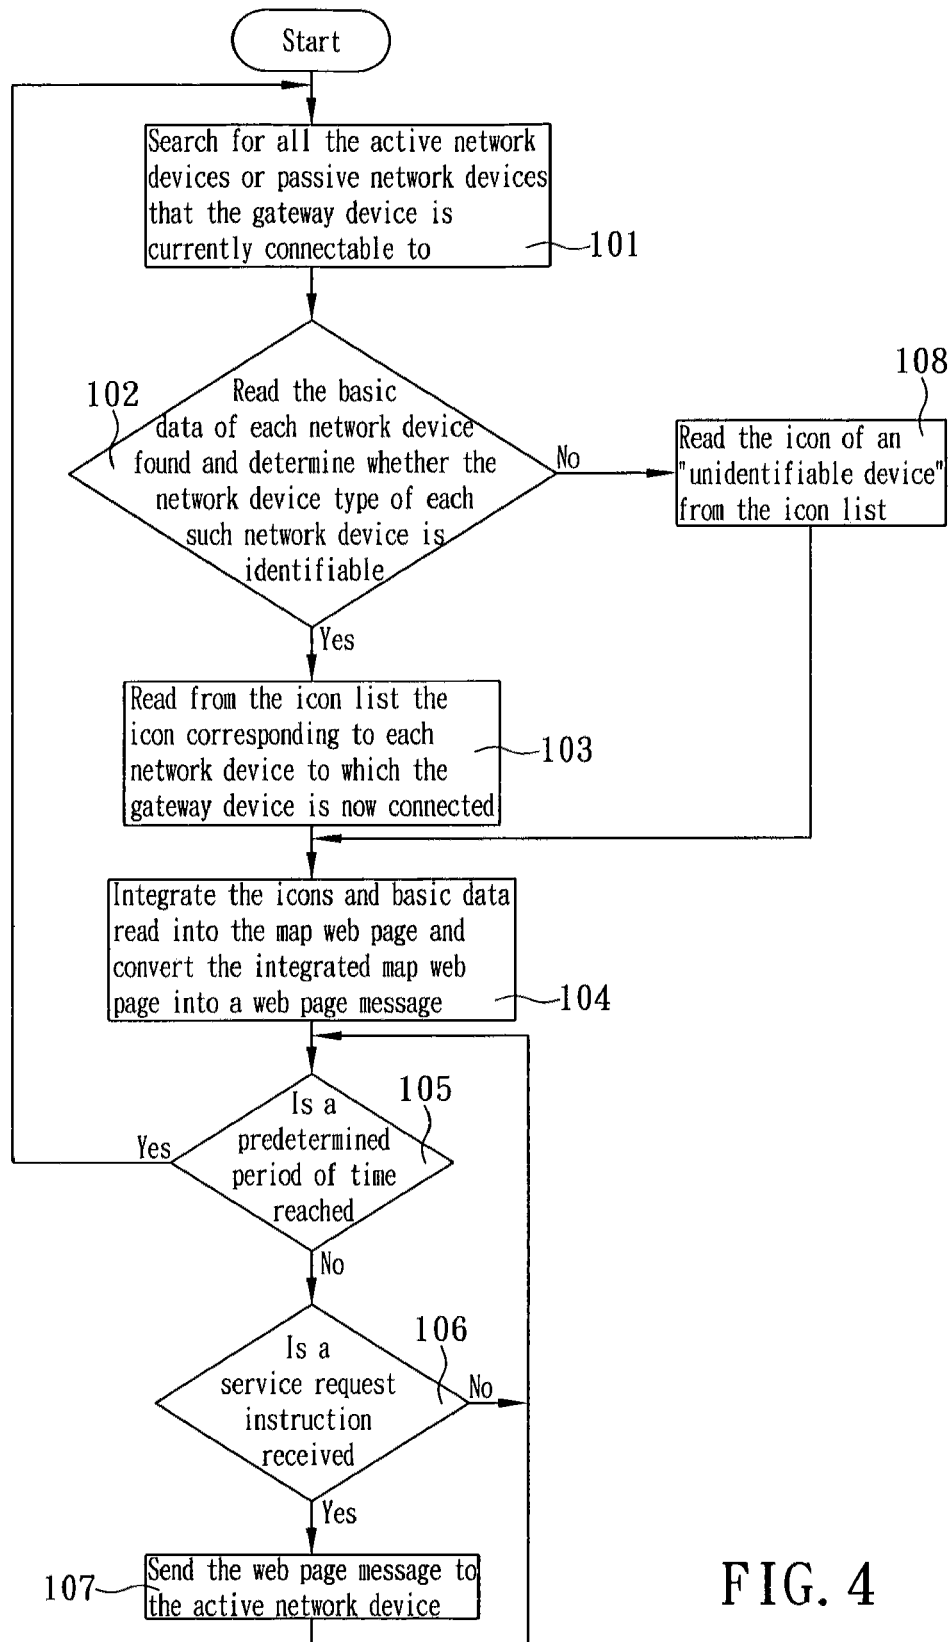 Start
Search for all the active network
devices or passive network devices
that the gateway device is
currently connectable to
101
102
Read the basic
data of each network device
found and determine whether the
network device type of each
such network device is
identifiable
No
108
Read the icon of an
"unidentifiable device"
from the icon list
Yes
Read from the icon list the
icon corresponding to each
network device to which the
gateway device is now connected
103
Integrate the icons and basic data
read into the map web page and
convert the integrated map web
page into a web page message
104
105
Is a
predetermined
period of time
reached
Yes
No
106
Is a
service request
instruction
received
No
Yes
Send the web page message to
the active network device
107
FIG. 4